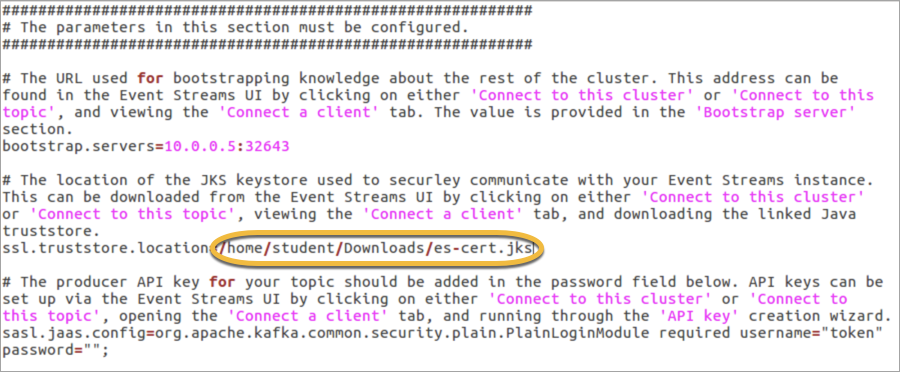 ###########################################################
# The parameters in this section must be configured.
###########################################################
# The URL used for bootstrapping knowledge about the rest of the cluster. This address can be
found in the Event Streams UI by clicking on either 'Connect to this cluster' or 'Connect to this
topic', and viewing the 'Connect a client' tab. The value is provided in the 'Bootstrap server'
section.
bootstrap.servers=10.0.0.5:32643
# The location of the JKS keystore used to securley communicate with your Event Streams instance.
This can be downloaded from the Event Streams UI by clicking on either 'Connect to this cluster'
or 'Connect to this topic', viewing the 'Connect a client' tab, and downloading the linked Java
truststore.
ssl.truststore.location=/home/student/Downloads/es-cert.jks
# The producer API key for your topic should be added in the password field below. API keys can be
set up via the Event Streams UI by clicking on either 'Connect to this cluster' or 'Connect to
this topic', opening the 'Connect a client' tab, and running through the 'API key' creation wizard.
sasl.jaas.config=org.apache.kafka.common.security.plain.PlainLoginModule required username="token"
password="";